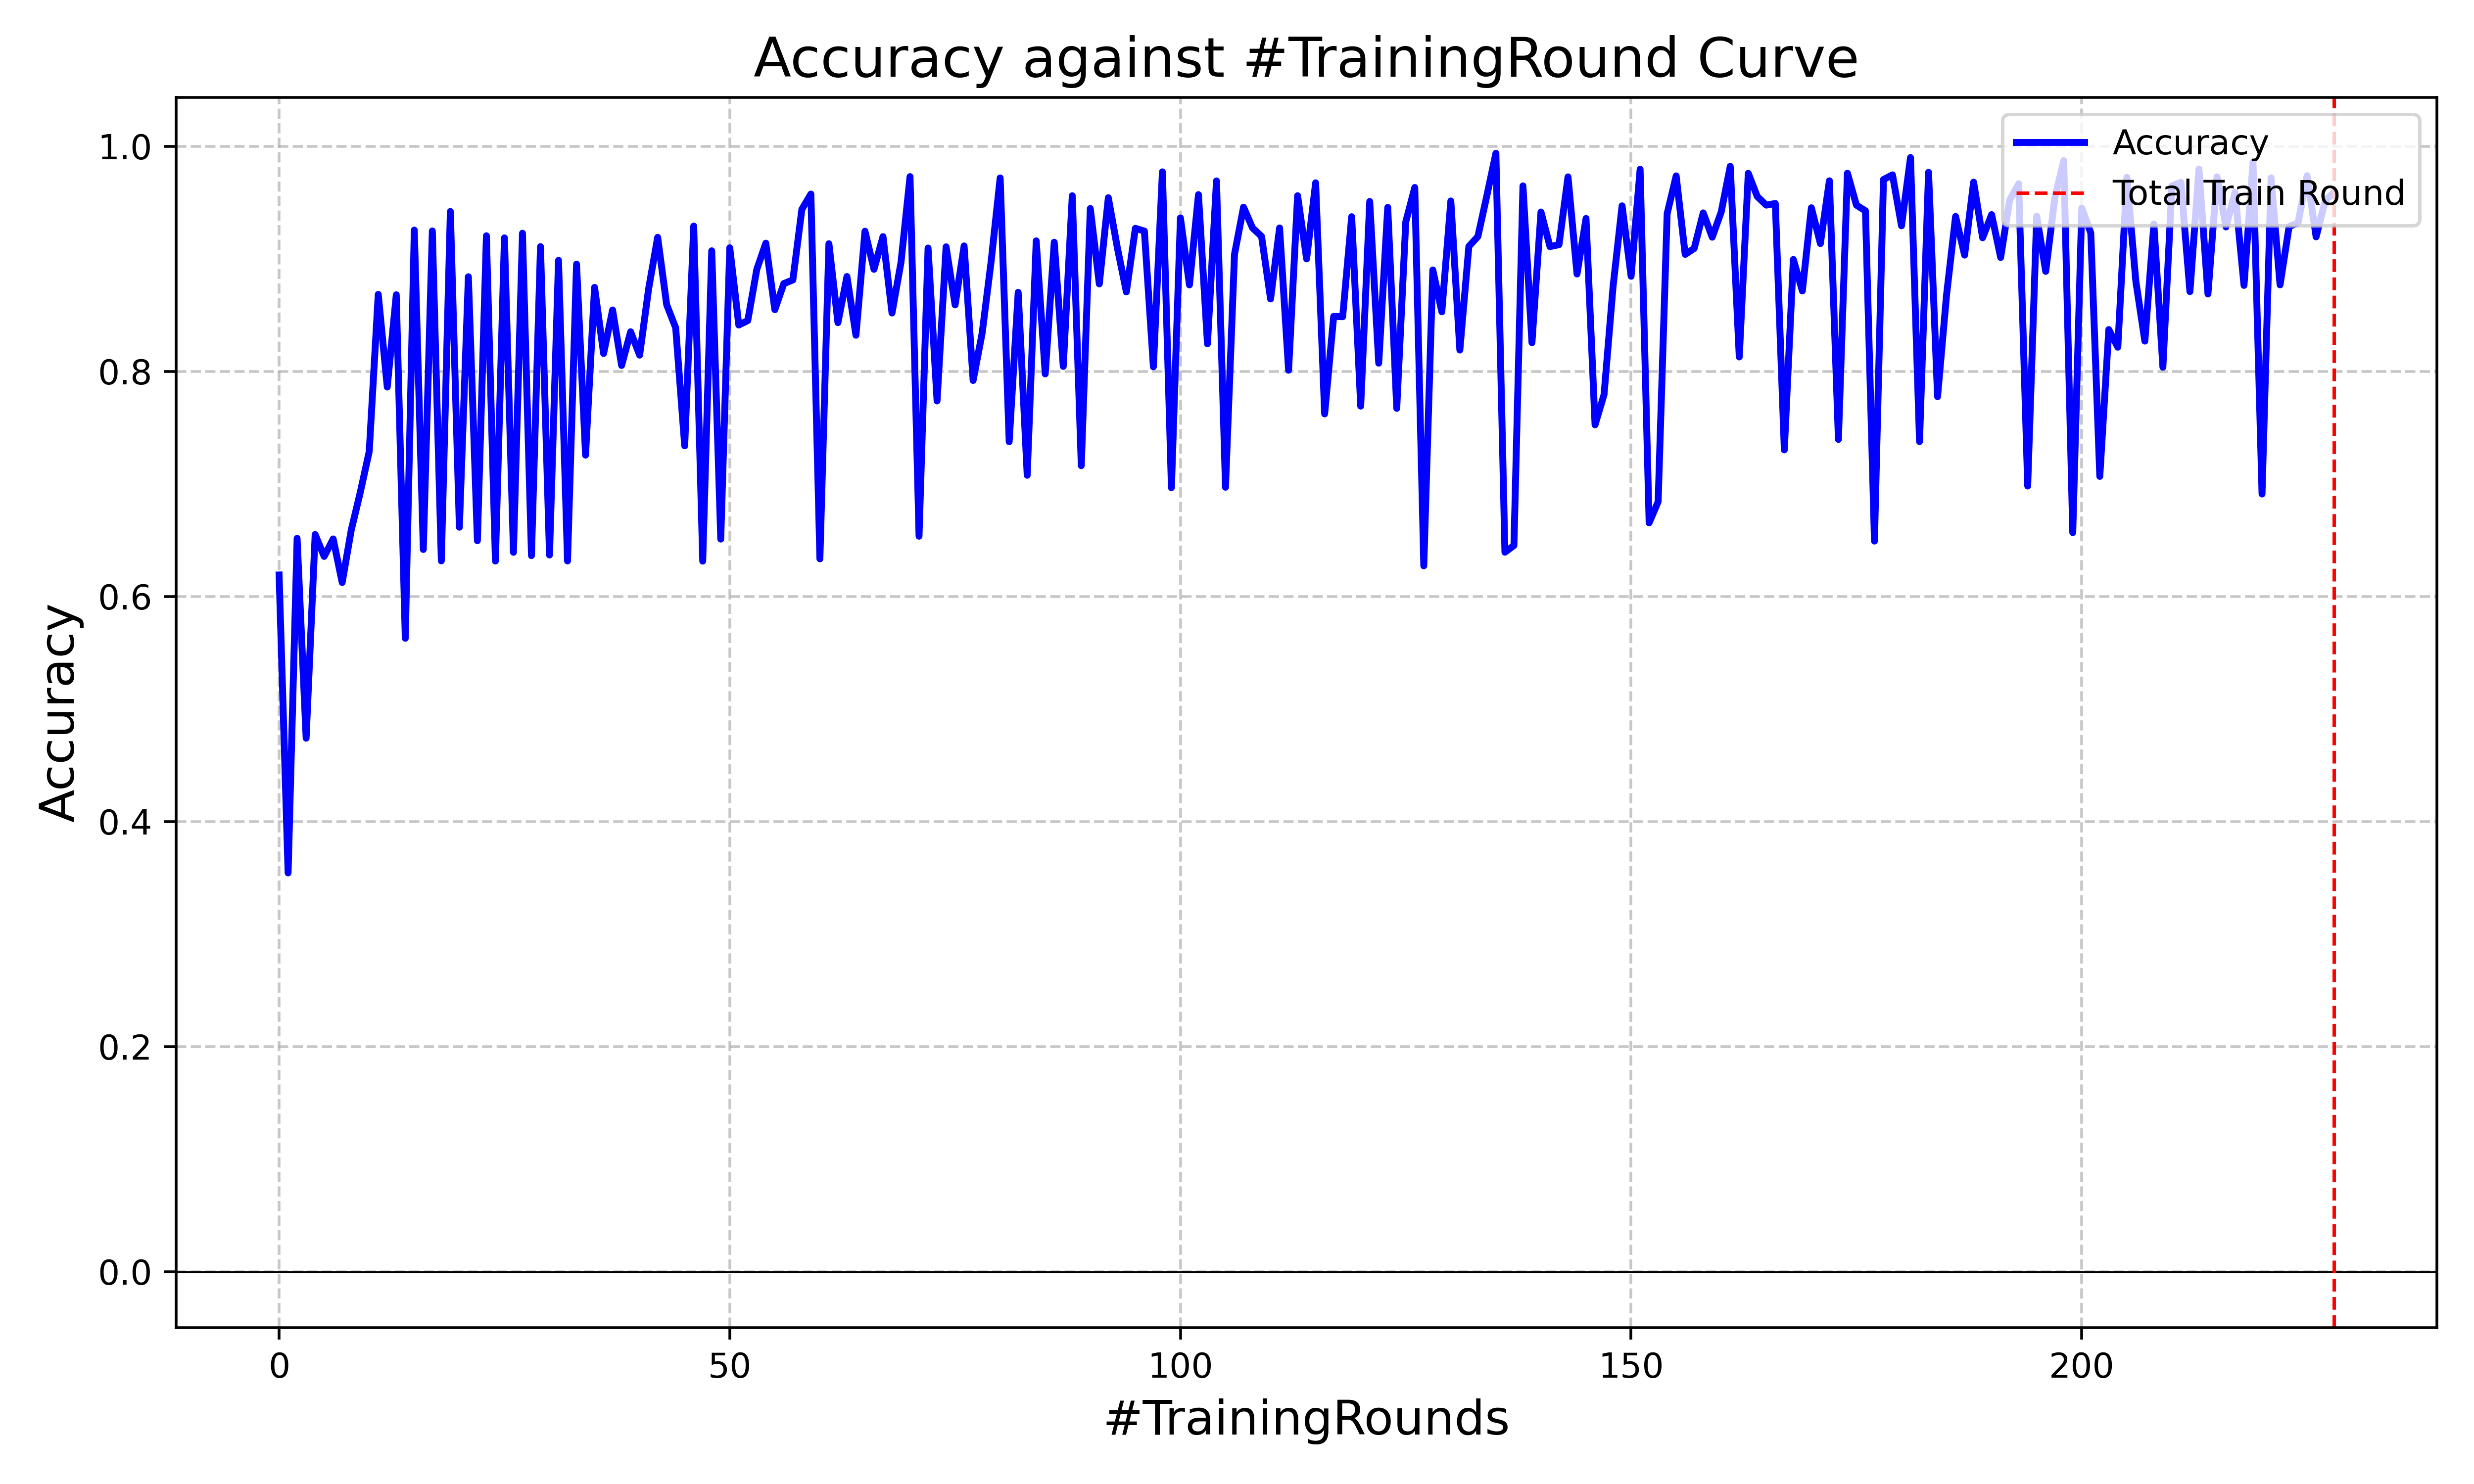 Accuracy against #TrainingRound Curve
Accuracy
Total Train Round
Accuracy
1.0
0.8
0.6
0.4
0.2
0.0
0 50 100 150 200
#TrainingRounds